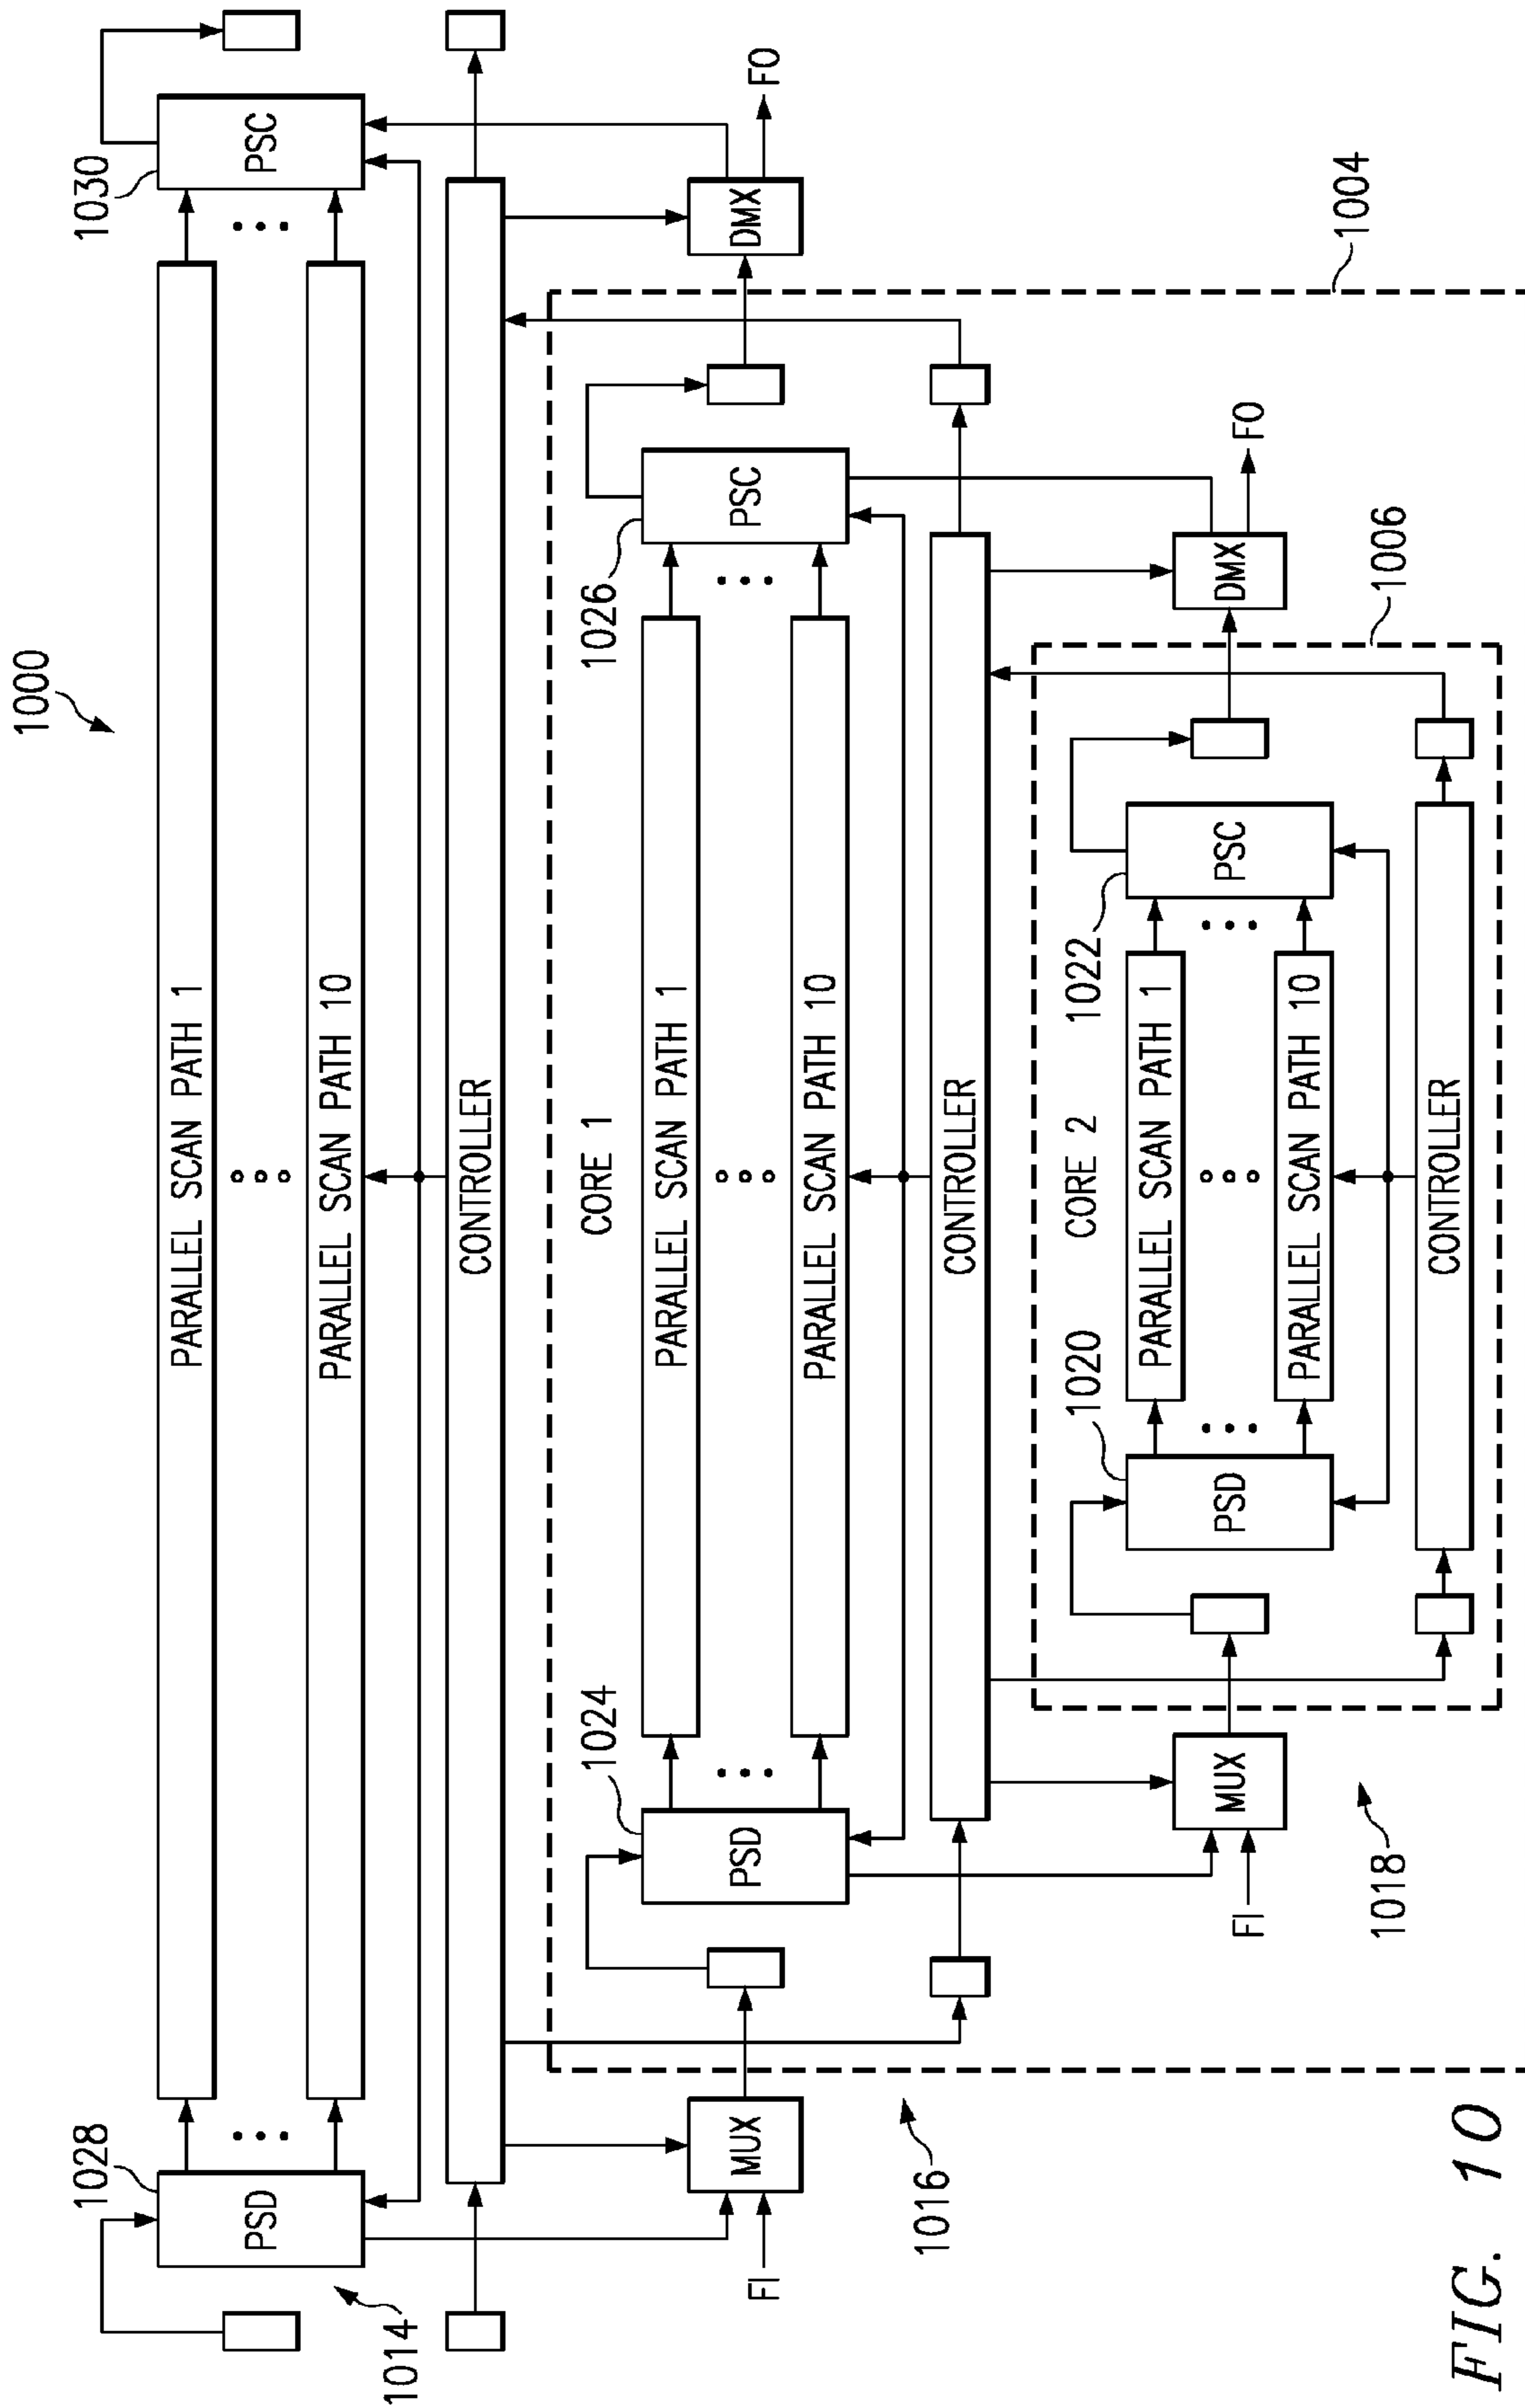 1000
1028
1030
PSD
PARALLEL SCAN PATH 1
PARALLEL SCAN PATH 10
PSC
1014
CONTROLLER
FI
MUX
DMX
FO
1016
1004
CORE 1
1024
1026
PSD
PARALLEL SCAN PATH 1
PARALLEL SCAN PATH 10
PSC
CONTROLLER
FI
MUX
DMX
FO
1018
1006
CORE 2
1020
1022
PSD
PARALLEL SCAN PATH 1
PARALLEL SCAN PATH 10
PSC
CONTROLLER
FIG. 10